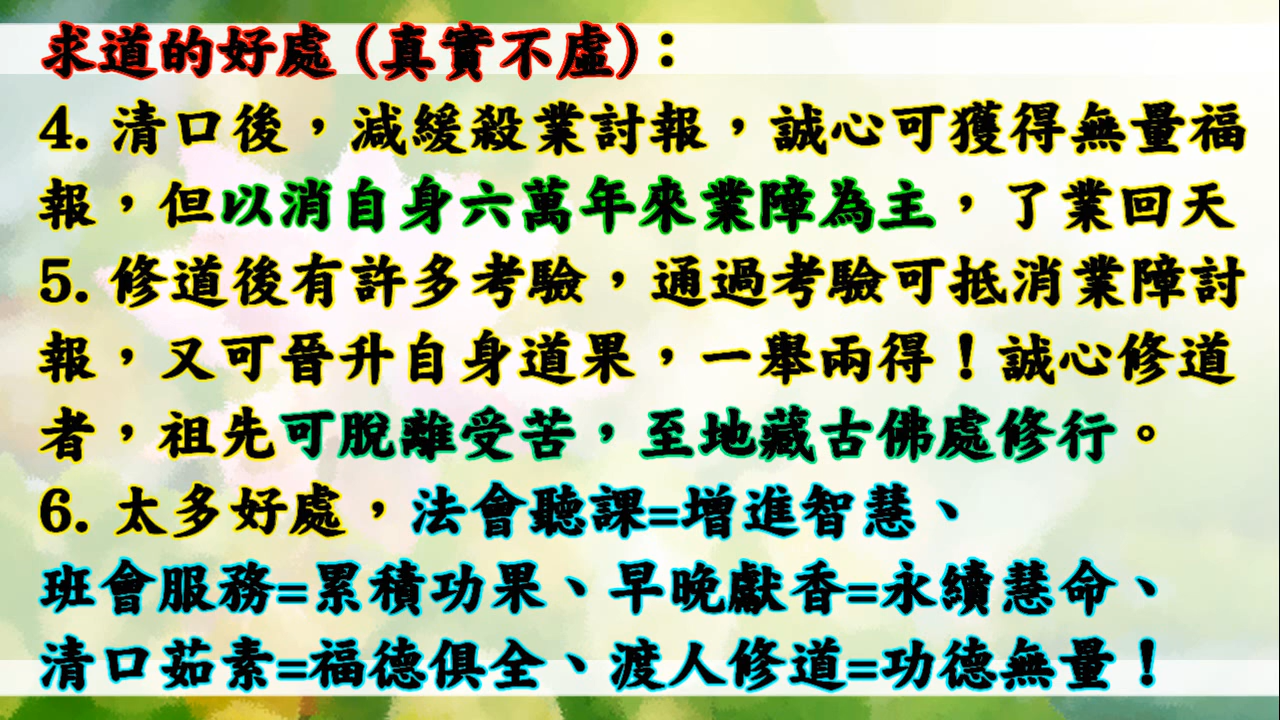 求道的好處(真實不虛)：
4. 清口後，減緩殺業討報，誠心可獲得無量福
報，但以消自身六萬年來業障為主，了業回天
5. 修道後有許多考驗，通過考驗可抵消業障討
報，又可晉升自身道果，一舉兩得！誠心修道
者，祖先可脫離受苦，至地藏古佛處修行。
6. 太多好處，法會聽課=增進智慧、
班會服務=累積功果、早晚獻香=永續慧命、
清口茹素=福德俱全、渡人修道=功德無量！